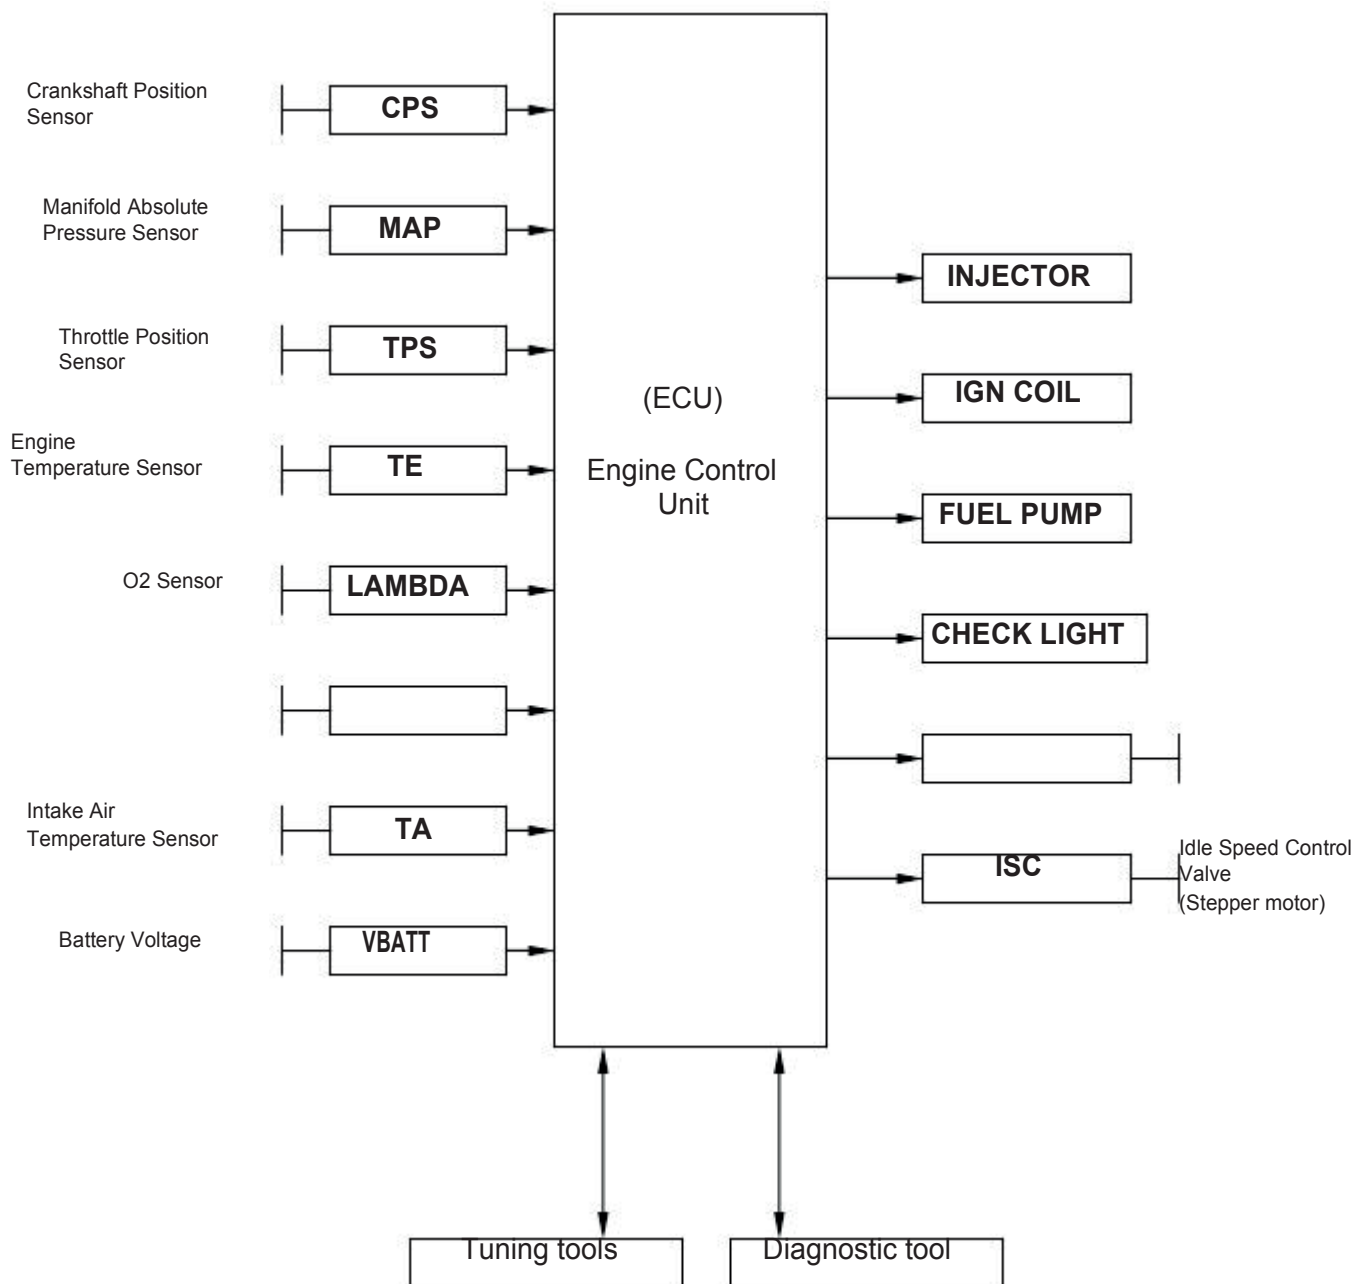 Crankshaft Position
Sensor
CPS
Manifold Absolute
Pressure Sensor
MAP
Throttle Position
Sensor
TPS
Engine
Temperature Sensor
TE
O2 Sensor
LAMBDA
Intake Air
Temperature Sensor
TA
Battery Voltage
VBATT
(ECU)
Engine Control
Unit
INJECTOR
IGN COIL
FUEL PUMP
CHECK LIGHT
ISC
Idle Speed Control
Valve
(Stepper motor)
Tuning tools
Diagnostic tool